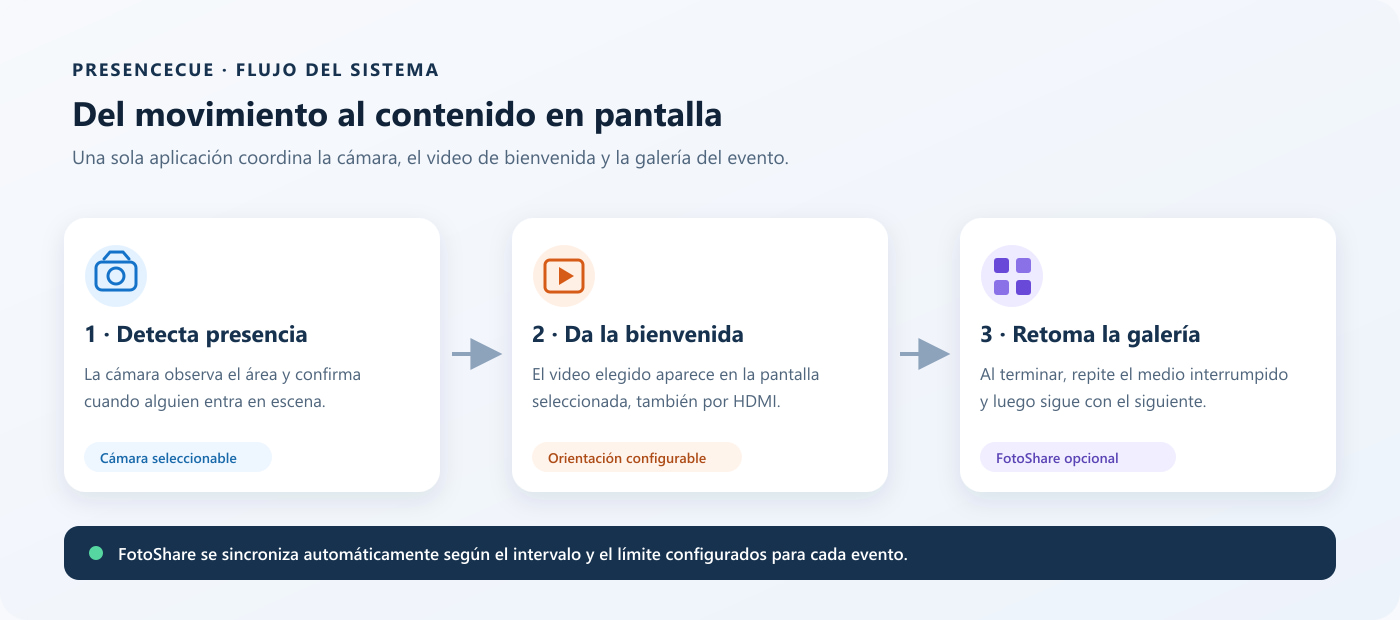 PRESENCECUE · FLUJO DEL SISTEMA
Del movimiento al contenido en pantalla
Una sola aplicación coordina la cámara, el video de bienvenida y la galería del evento.
1 · Detecta presencia
La cámara observa el área y confirma
cuando alguien entra en escena.
Cámara seleccionable
2 · Da la bienvenida
El video elegido aparece en la pantalla
seleccionada, también por HDMI.
Orientación configurable
3 · Retoma la galería
Al terminar, repite el medio interrumpido
y luego sigue con el siguiente.
FotoShare opcional
FotoShare se sincroniza automáticamente según el intervalo y el límite configurados para cada evento.